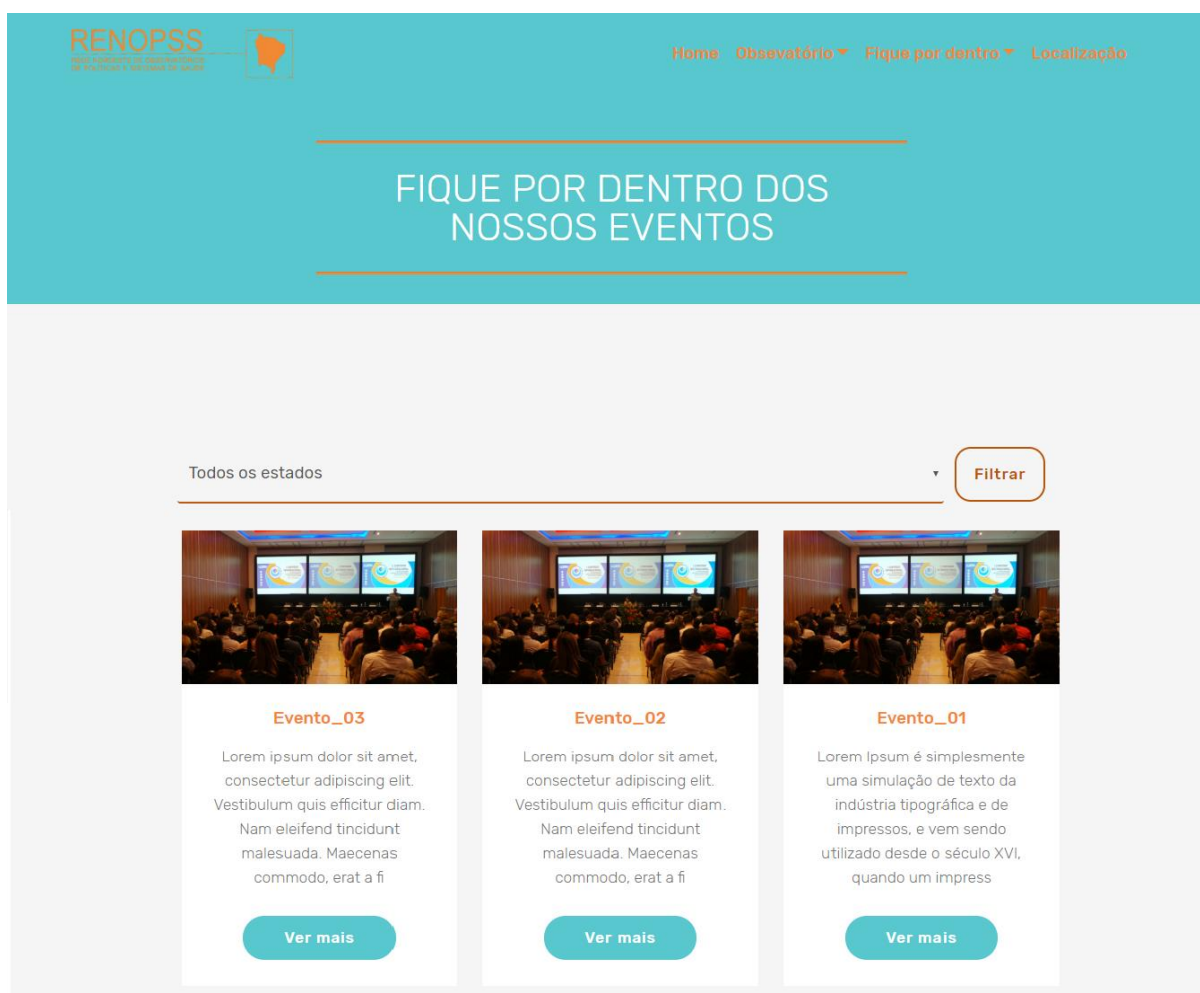 RENOPSS
Home Obsevatório Fique por dentro Localização
FIQUE POR DENTRO DOS
NOSSOS EVENTOS
Todos os estados
Filtrar
Evento_03
Lorem ipsum dolor sit amet,
consectetur adipiscing elit.
Vestibulum quis efficitur diam.
Nam eleifend tincidunt
malesuada. Maecenas
commodo, erat a fi
Ver mais
Evento_02
Lorem ipsum dolor sit amet,
consectetur adipiscing elit.
Vestibulum quis efficitur diam.
Nam eleifend tincidunt
malesuada. Maecenas
commodo, erat a fi
Ver mais
Evento_01
Lorem Ipsum é simplesmente
uma simulação de texto da
indústria tipográfica e de
impressos, e vem sendo
utilizado desde o século XVI,
quando um impress
Ver mais